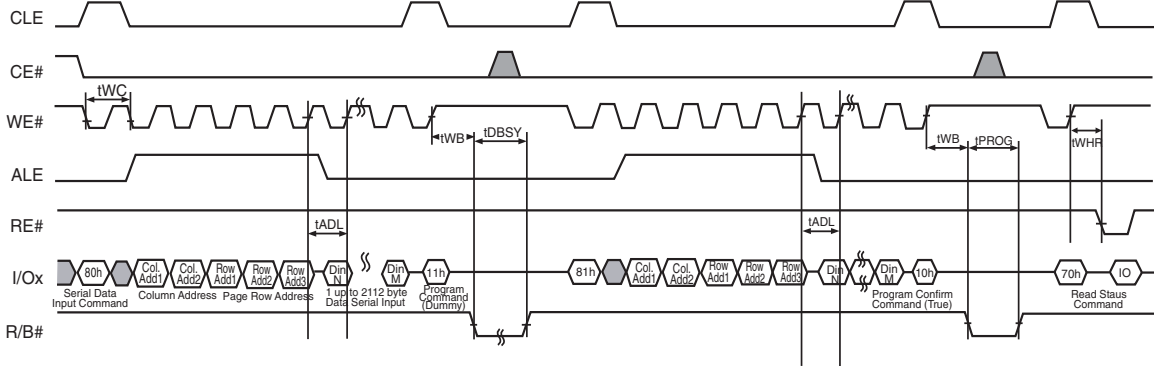 CLE
CE#
tWC
WE#
tWB
tDBSY
tWB
tPROG
tWHR
ALE
RE#
tADL
tADL
I/Ox
80h
Col. Add1
Col. Add2
Row Add1
Row Add2
Row Add3
Din N
Din M
11h
81h
Col. Add1
Col. Add2
Row Add1
Row Add2
Row Add3
Din N
Din M
10h
70h
IO
Serial Data
Input Command
Column Address
Page Row Address
1 up to 2112 byte
Data Serial Input
Program
Command
(Dummy)
Program Confirm
Command (True)
Read Staus
Command
R/B#